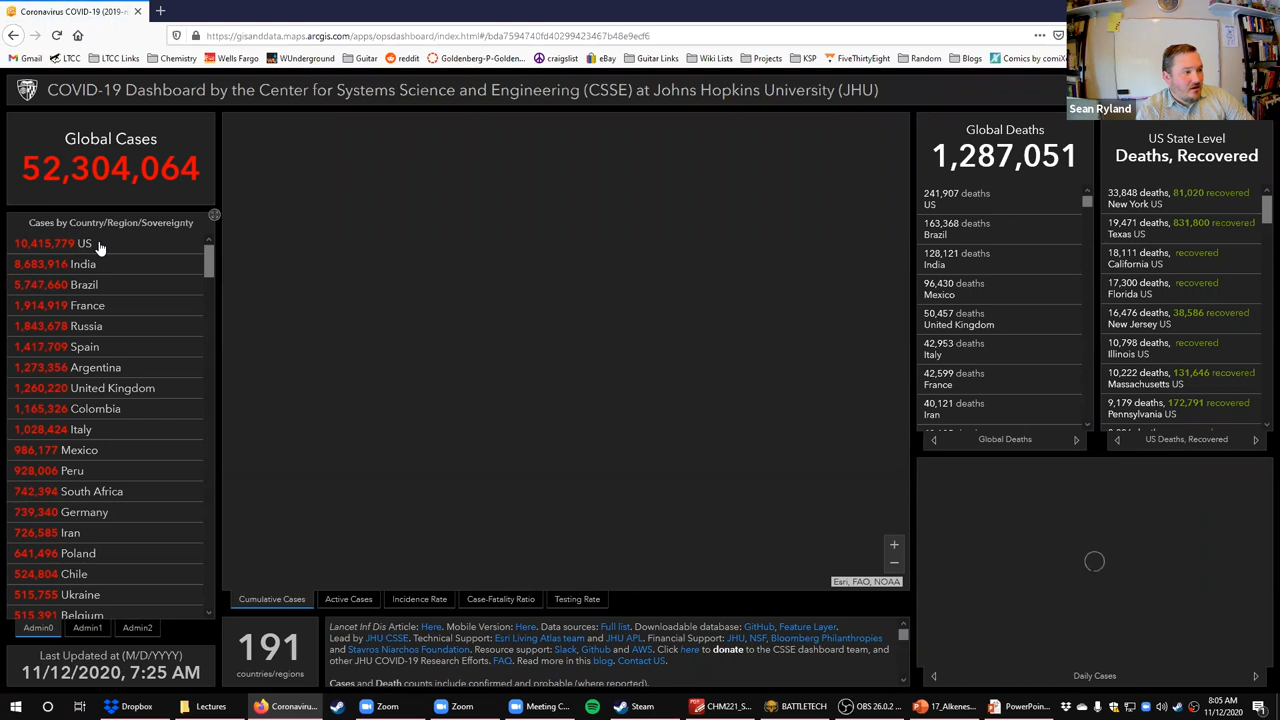 Coronavirus COVID-19 (2019-n
https://gisanddata.maps.arcgis.com/apps/opsdashboard/index.html#/bda7594740fd40299423467b48e9ecf6
Gmail LTCC LTCC Links Chemistry Wells Fargo WUnderground Guitar reddit Goldenberg-P-Golden... craigslist eBay Guitar Links Wiki Lists Projects KSP FiveThirtyEight Random Blogs Comics by comiXo
Sean Ryland
COVID-19 Dashboard by the Center for Systems Science and Engineering (CSSE) at Johns Hopkins University (JHU)
Global Cases
52,304,064
Cases by Country/Region/Sovereignty
10,415,779 US
8,683,916 India
5,747,660 Brazil
1,914,919 France
1,843,678 Russia
1,417,709 Spain
1,273,356 Argentina
1,260,220 United Kingdom
1,165,326 Colombia
1,028,424 Italy
986,177 Mexico
928,006 Peru
742,394 South Africa
739,340 Germany
726,585 Iran
641,496 Poland
524,804 Chile
515,755 Ukraine
515,391 Belgium
Admin0 Admin1 Admin2
Last Updated at (M/D/YYYY)
11/12/2020, 7:25 AM
Esri, FAO, NOAA
Cumulative Cases Active Cases Incidence Rate Case-Fatality Ratio Testing Rate
191
countries/regions
Lancet Inf Dis Article: Here. Mobile Version: Here. Data sources: Full list. Downloadable database: GitHub, Feature Layer.
Lead by JHU CSSE. Technical Support: Esri Living Atlas team and JHU APL. Financial Support: JHU, NSF, Bloomberg Philanthropies
and Stavros Niarchos Foundation. Resource support: Slack, Github and AWS. Click here to donate to the CSSE dashboard team, and
other JHU COVID-19 Research Efforts. FAQ. Read more in this blog. Contact US.
Cases and Death counts include confirmed and probable (where reported).
Global Deaths
1,287,051
241,907 deaths
US
163,368 deaths
Brazil
128,121 deaths
India
96,430 deaths
Mexico
50,457 deaths
United Kingdom
42,953 deaths
Italy
42,599 deaths
France
40,121 deaths
Iran
Global Deaths
US State Level
Deaths, Recovered
33,848 deaths, 81,020 recovered
New York US
19,471 deaths, 831,800 recovered
Texas US
18,111 deaths, recovered
California US
17,300 deaths, recovered
Florida US
16,476 deaths, 38,586 recovered
New Jersey US
10,798 deaths, recovered
Illinois US
10,222 deaths, 131,646 recovered
Massachusetts US
9,179 deaths, 172,791 recovered
Pennsylvania US
US Deaths, Recovered
Daily Cases
Dropbox Lectures Coronaviru... Zoom Zoom Meeting C... Steam CHM221_S... BATTLETECH OBS 26.0.2 ... 17_Alkenes... PowerPoin...
8:05 AM
11/12/2020